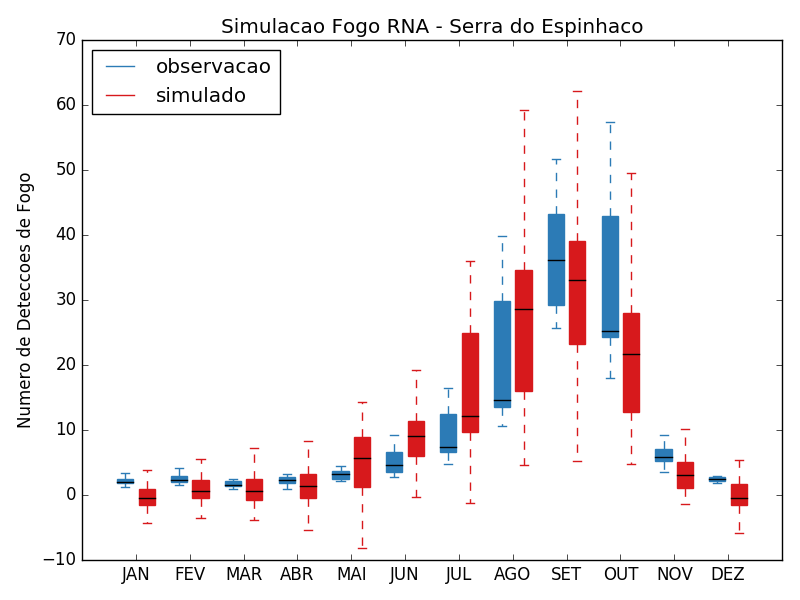 Simulacao Fogo RNA - Serra do Espinhaco
70
60
50
40
30
20
10
0
−10
Numero de Deteccoes de Fogo
observacao
simulado
JAN FEV MAR ABR MAI JUN JUL AGO SET OUT NOV DEZ